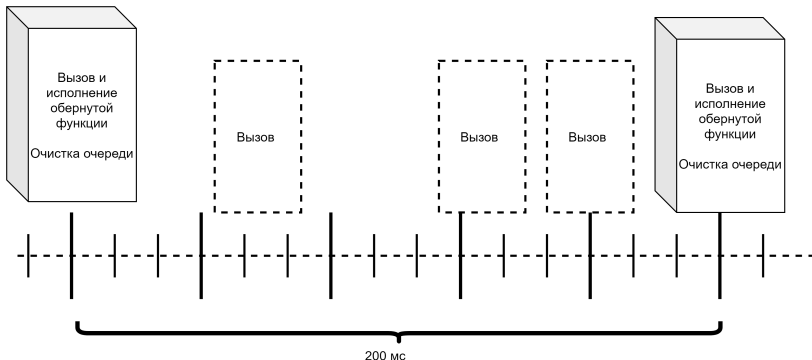 Вызов и
исполнение
обернутой
функции
Очистка очереди
Вызов
Вызов
Вызов
Вызов и
исполнение
обернутой
функции
Очистка очереди
200 мс